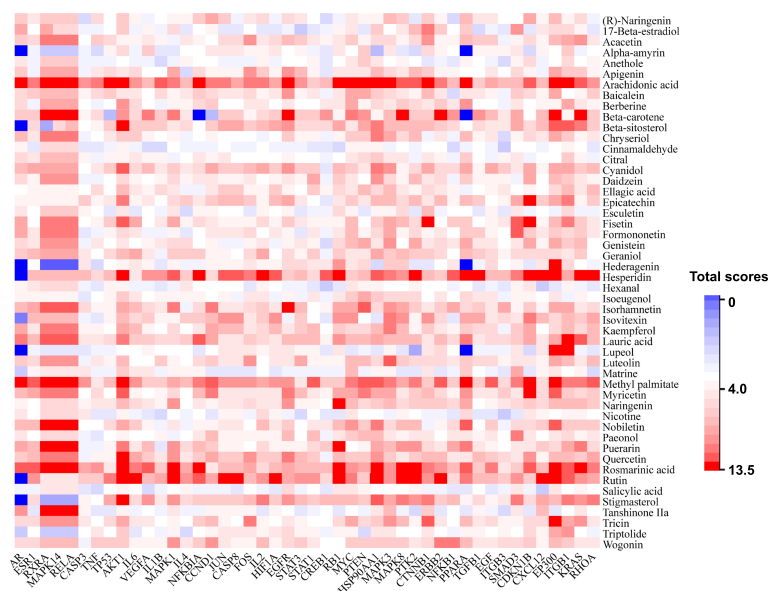 (R)-Naringenin
17-Beta-estradiol
Acacetin
Alpha-amyrin
Anethole
Apigenin
Arachidonic acid
Baicalein
Berberine
Beta-carotene
Beta-sitosterol
Chryseriol
Cinnamaldehyde
Citral
Cyanidol
Daidzein
Ellagic acid
Epicatechin
Esculetin
Fisetin
Formononetin
Genistein
Geraniol
Hederagenin
Hesperidin
Hexanal
Isoeugenol
Isorhamnetin
Isovitexin
Kaempferol
Lauric acid
Lupeol
Luteolin
Matrine
Methyl palmitate
Myricetin
Naringenin
Nicotine
Nobiletin
Paeonol
Puerarin
Quercetin
Rosmarinic acid
Rutin
Salicylic acid
Stigmasterol
Tanshinone IIa
Tricin
Triptolide
Wogonin
Total scores
0
4.0
13.5
AR
ESR1
RXRA
MAPK14
RELA
CASP3
TNF
TP53
AKT1
IL6
VEGFA
IL1B
MAPK1
IL4
NFKBIA
CCND1
JUN
CASP8
FOS
IL2
HIF1A
EGFR
STAT3
STAT1
CREB1
RB1
MYC
PTEN
HSP90AA1
MAPK3
MAPK8
PTK2
CTNNB1
ERBB2
NFKB1
PPARA
TGFB1
EGF
ITGB3
SMAD3
CDKN1B
CXCL12
EP300
ITGB1
KRAS
RHOA